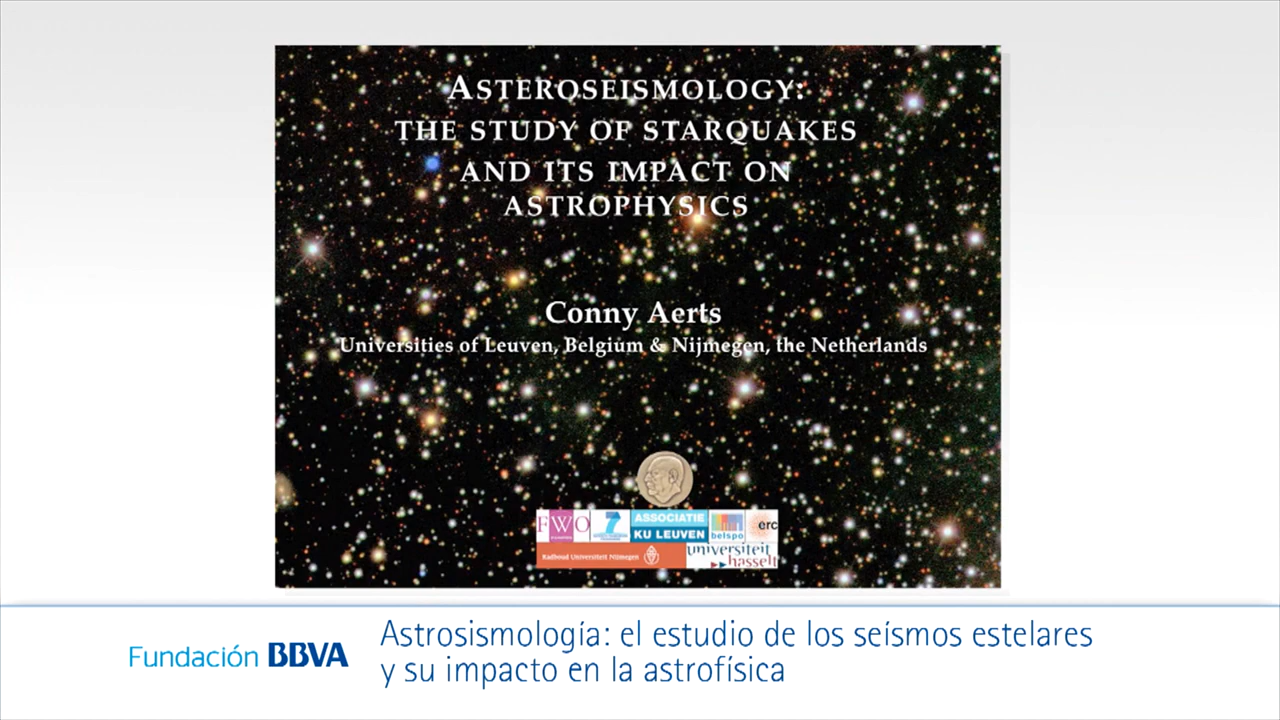 ASTEROSEISMOLOGY:
THE STUDY OF STARQUAKES
AND ITS IMPACT ON
ASTROPHYSICS
Conny Aerts
Universities of Leuven, Belgium & Nijmegen, the Netherlands
FWO
7
ASSOCIATIE
KU LEUVEN
belspo
erc
Radboud Universiteit Nijmegen
universiteit
hasselt
Fundación BBVA
Astrosismología: el estudio de los seísmos estelares
y su impacto en la astrofísica